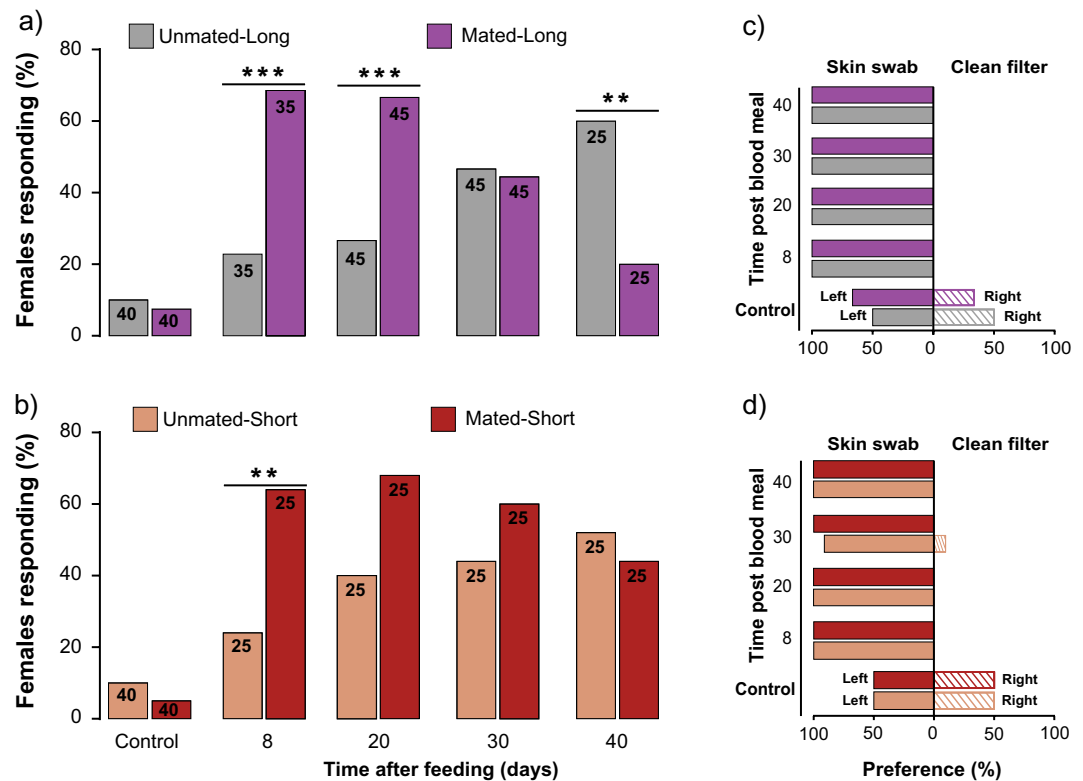 a)
Unmated-Long
Mated-Long
Females responding (%)
80
60
40
20
0
***
***
**
40
40
35
35
45
45
45
45
25
25
b)
Unmated-Short
Mated-Short
Females responding (%)
80
60
40
20
0
**
40
40
25
25
25
25
25
25
25
25
Control
8
20
30
40
Time after feeding (days)
c)
Skin swab
Clean filter
Time post blood meal
40
30
20
8
Control
Left
Right
Left
Right
100
50
0
50
100
d)
Skin swab
Clean filter
Time post blood meal
40
30
20
8
Control
Left
Right
Left
Right
100
50
0
50
100
Preference (%)